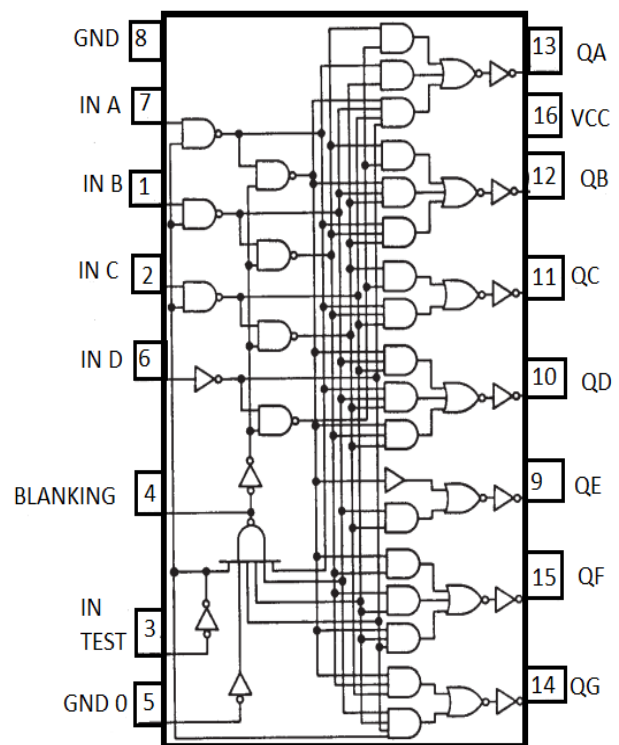 GND 8
IN A 7
IN B 1
IN C 2
IN D 6
BLANKING 4
IN
TEST 3
GND 0 5
13 QA
16 VCC
12 QB
11 QC
10 QD
9 QE
15 QF
14 QG